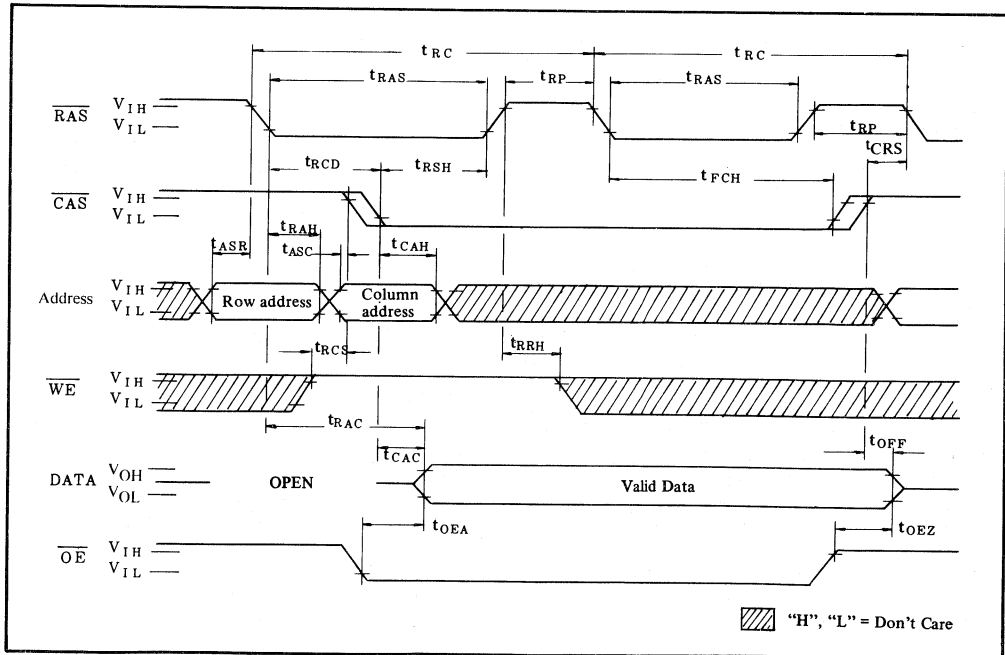 tRC tRC
tRAS tRP tRAS
RAS VIH VIL tRP
tRCD tRSH tCRS
tFCH
CAS VIH VIL
tRAH
tASR tASC tCAH
Address VIH VIL Row address Column address
tRCS tRRH
WE VIH VIL
tRAC
tCAC tOFF
DATA VOH VOL OPEN Valid Data
tOEA tOEZ
OE VIH VIL
"H", "L" = Don't Care